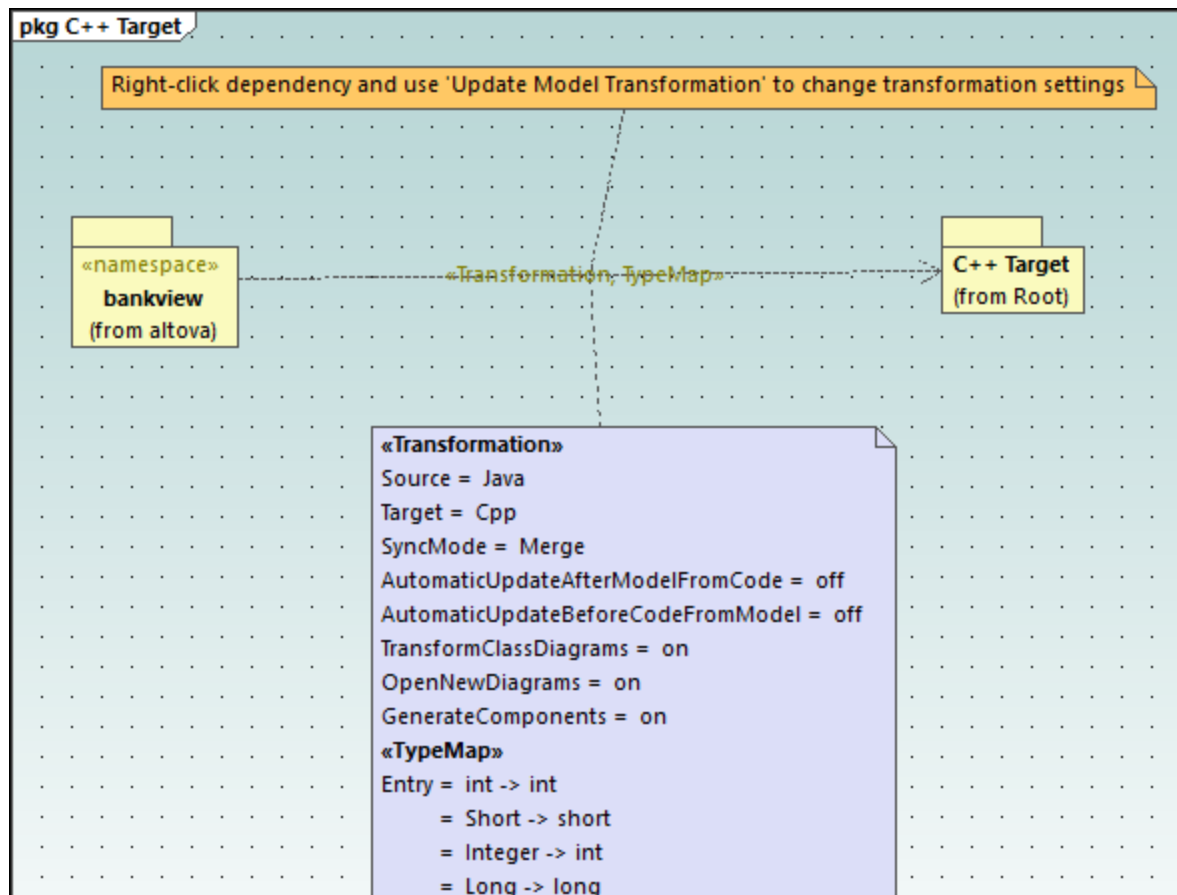 pkg C++ Target
Right-click dependency and use 'Update Model Transformation' to change transformation settings
«namespace»
bankview
(from altova)
«Transformation, TypeMap»
C++ Target
(from Root)
«Transformation»
Source = Java
Target = Cpp
SyncMode = Merge
AutomaticUpdateAfterModelFromCode = off
AutomaticUpdateBeforeCodeFromModel = off
TransformClassDiagrams = on
OpenNewDiagrams = on
GenerateComponents = on
«TypeMap»
Entry = int -> int
= Short -> short
= Integer -> int
= Long -> long